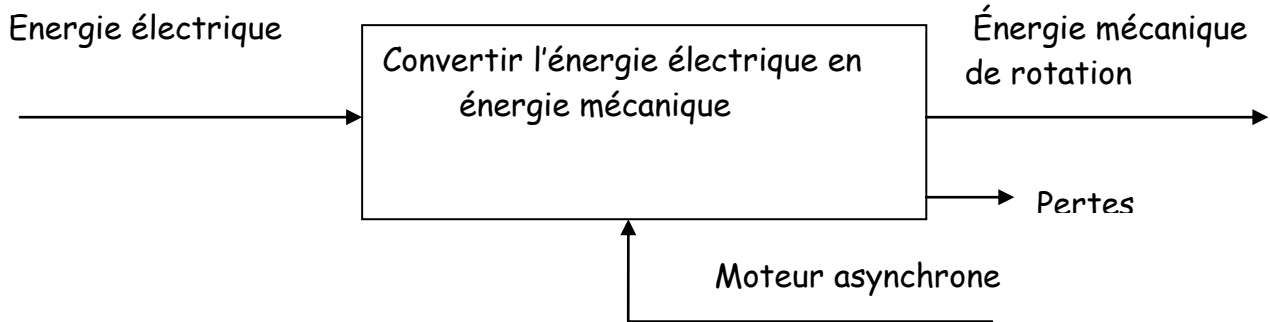 Energie électrique
Convertir l'énergie électrique en
énergie mécanique
Énergie mécanique
de rotation
Pertes
Moteur asynchrone